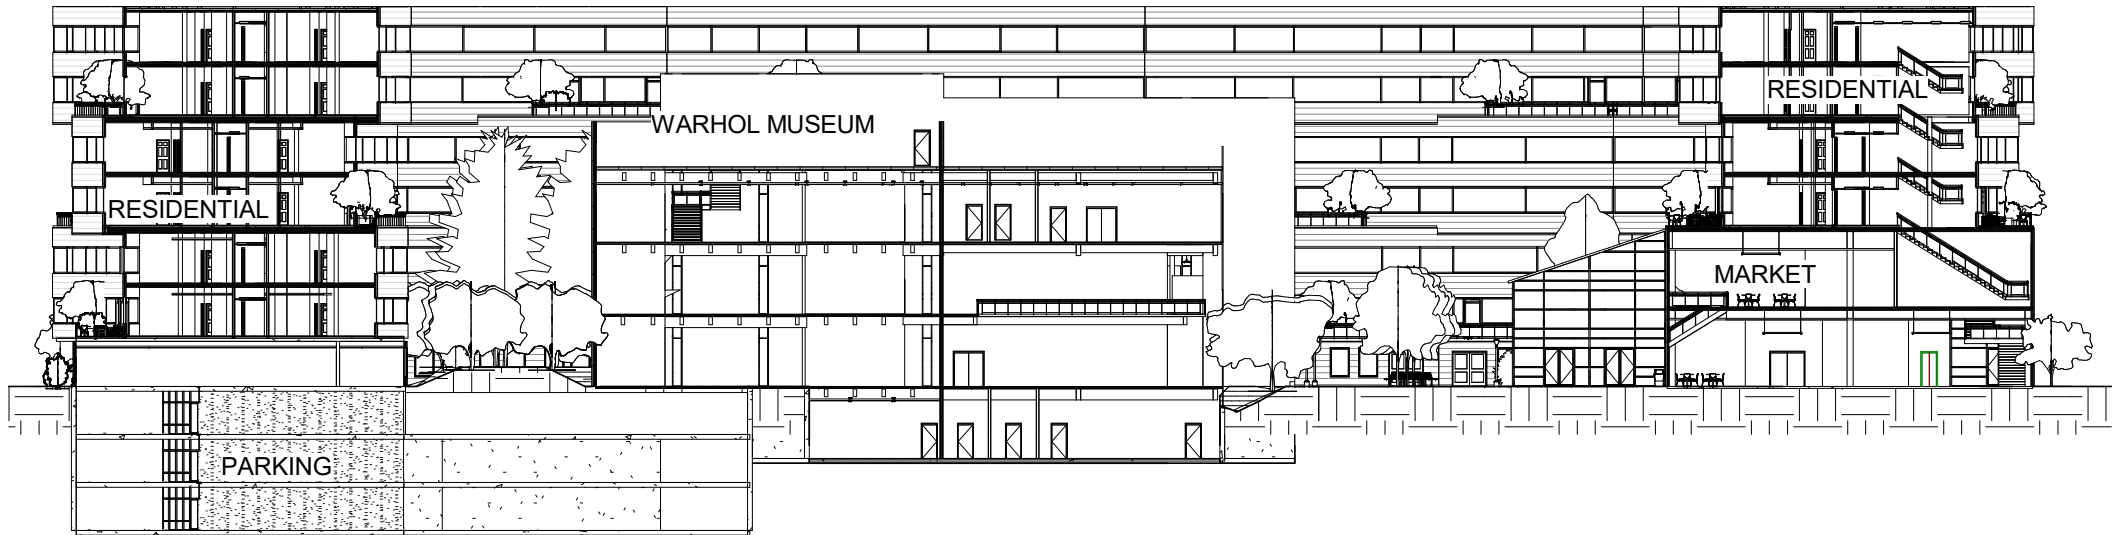 RESIDENTIAL
WARHOL MUSEUM
RESIDENTIAL
MARKET
PARKING